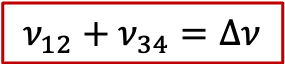 ν₁₂ + ν₃₄ = Δν